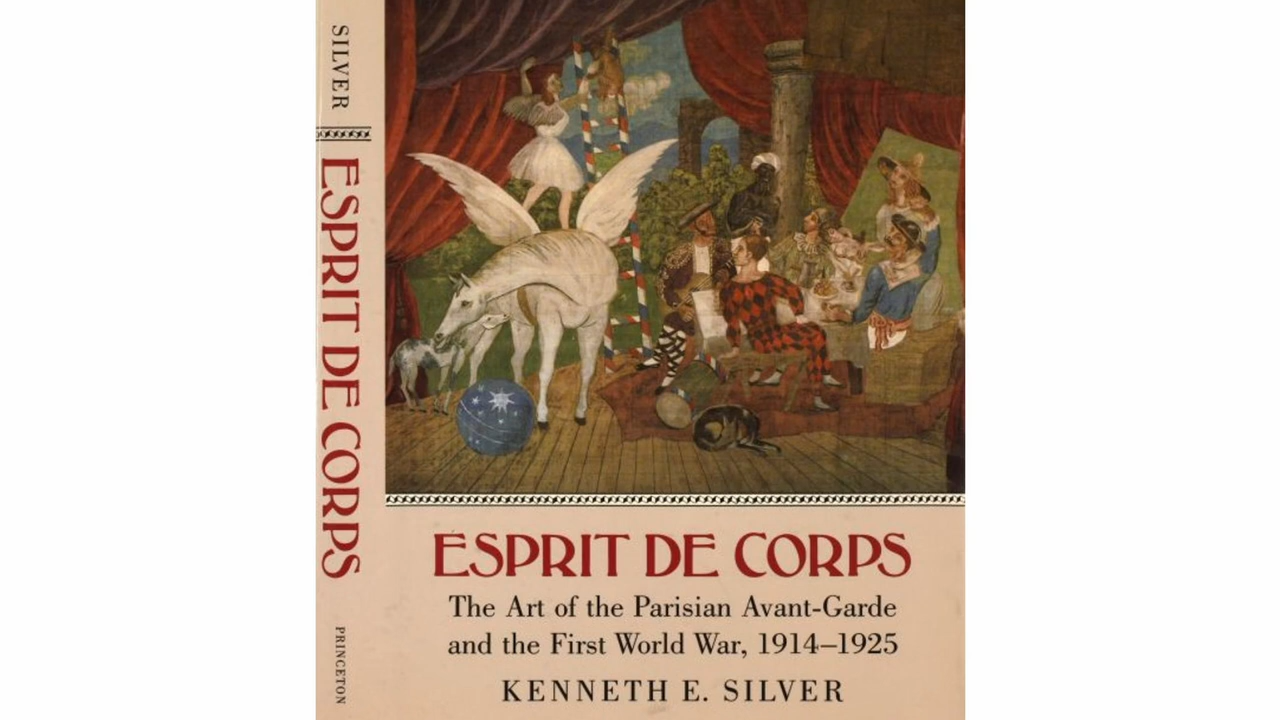 SILVER
ESPRIT DE CORPS
PRINCETON
ESPRIT DE CORPS
The Art of the Parisian Avant-Garde
and the First World War, 1914–1925
KENNETH E. SILVER